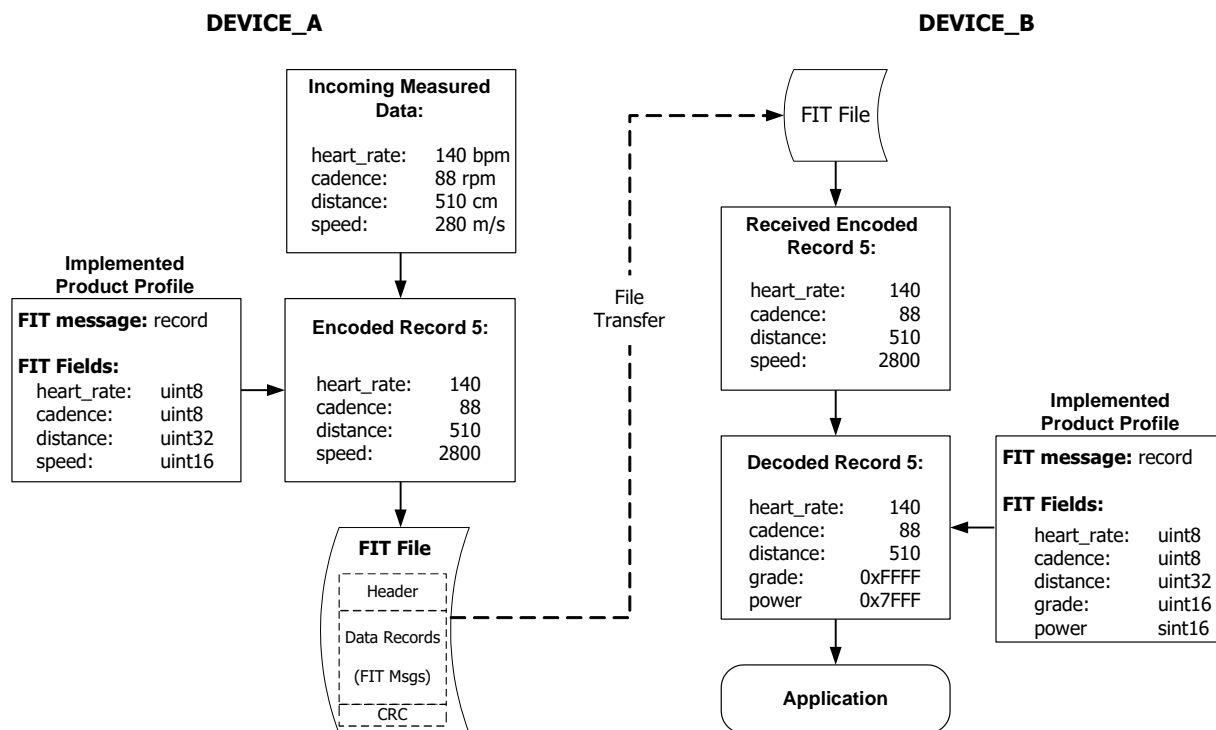 DEVICE_A
Incoming Measured
Data:
heart_rate: 140 bpm
cadence: 88 rpm
distance: 510 cm
speed: 280 m/s
Implemented
Product Profile
FIT message: record
FIT Fields:
heart_rate: uint8
cadence: uint8
distance: uint32
speed: uint16
Encoded Record 5:
heart_rate: 140
cadence: 88
distance: 510
speed: 2800
FIT File
Header
Data Records
(FIT Msgs)
CRC
File
Transfer
DEVICE_B
FIT File
Received Encoded
Record 5:
heart_rate: 140
cadence: 88
distance: 510
speed: 2800
Decoded Record 5:
heart_rate: 140
cadence: 88
distance: 510
grade: 0xFFFF
power 0x7FFF
Implemented
Product Profile
FIT message: record
FIT Fields:
heart_rate: uint8
cadence: uint8
distance: uint32
grade: uint16
power sint16
Application